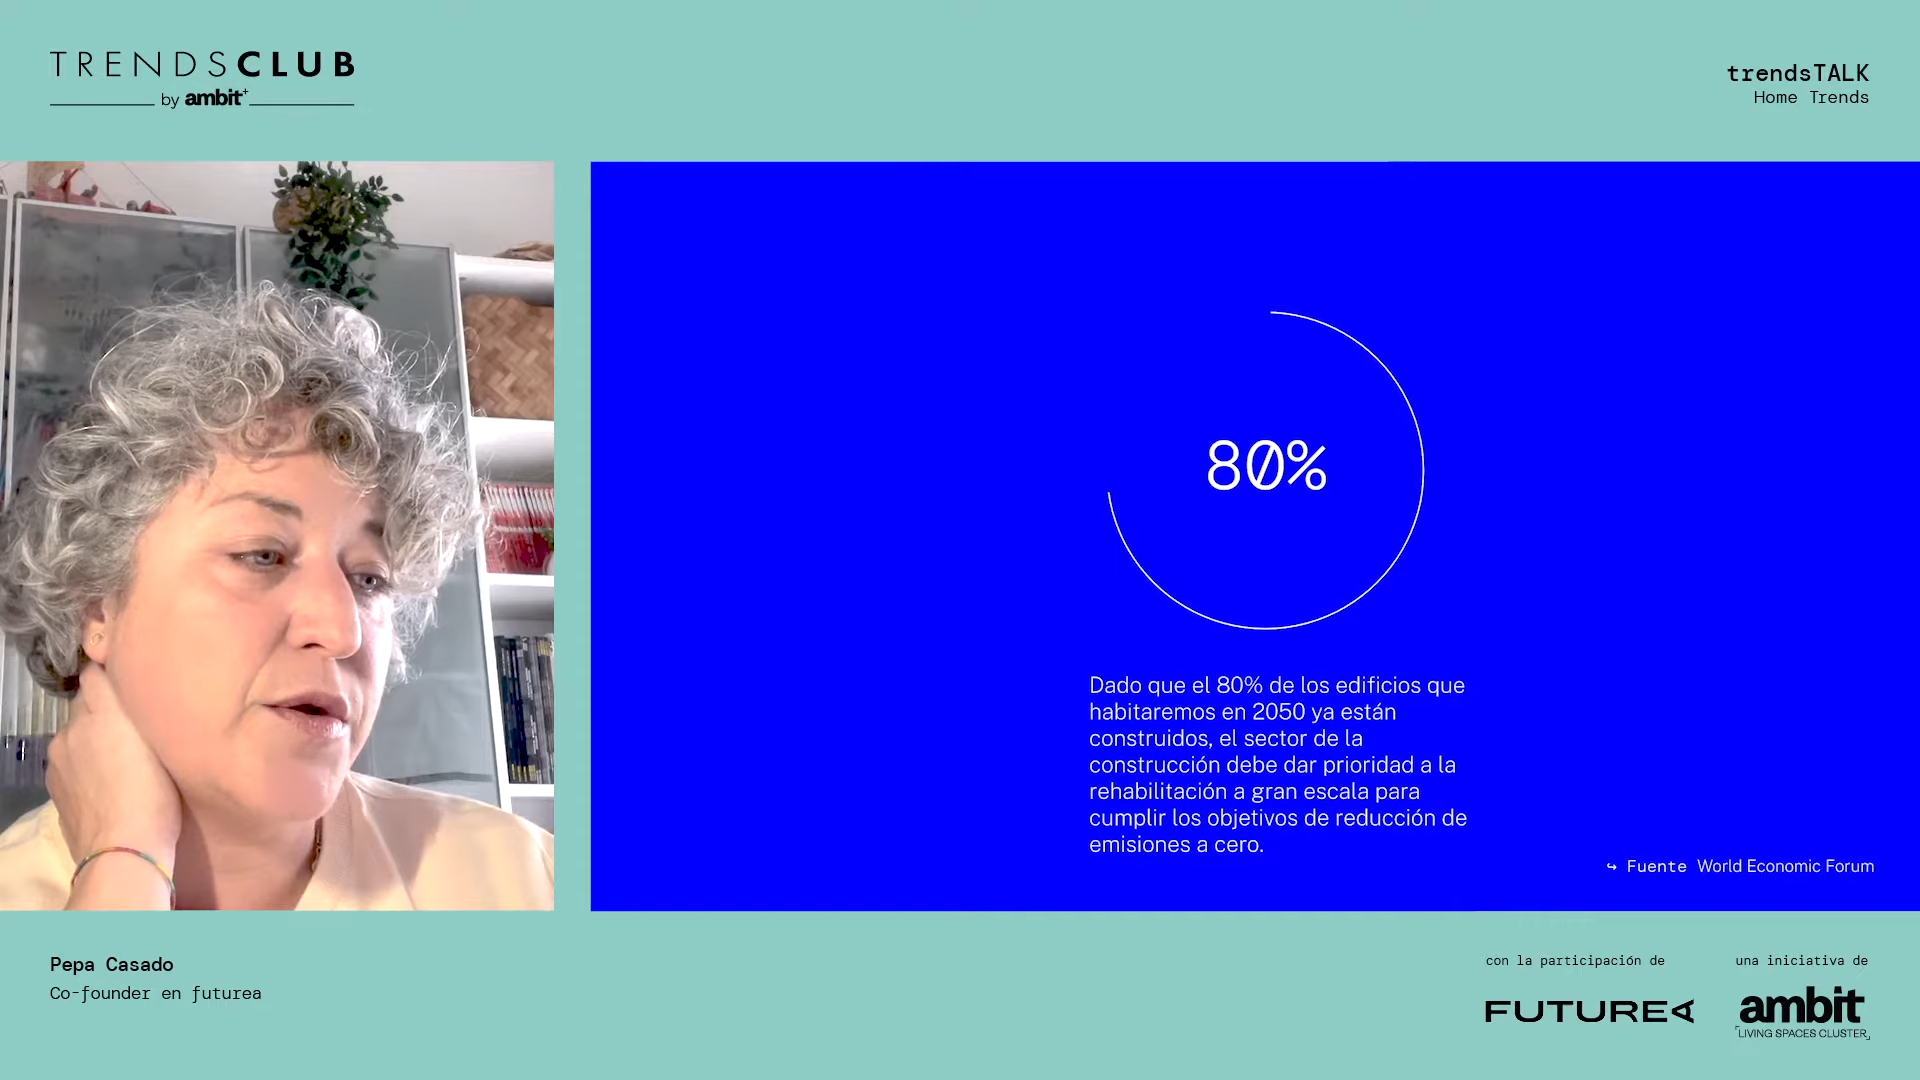 TRENDSCLUB
by ambit+
trendsTALK
Home Trends
80%
Dado que el 80% de los edificios que
habitaremos en 2050 ya están
construidos, el sector de la
construcción debe dar prioridad a la
rehabilitación a gran escala para
cumplir los objetivos de reducción de
emisiones a cero.
↪ Fuente World Economic Forum
Pepa Casado
Co-founder en futurea
con la participación de
FUTUREA
una iniciativa de
ambit
LIVING SPACES CLUSTER